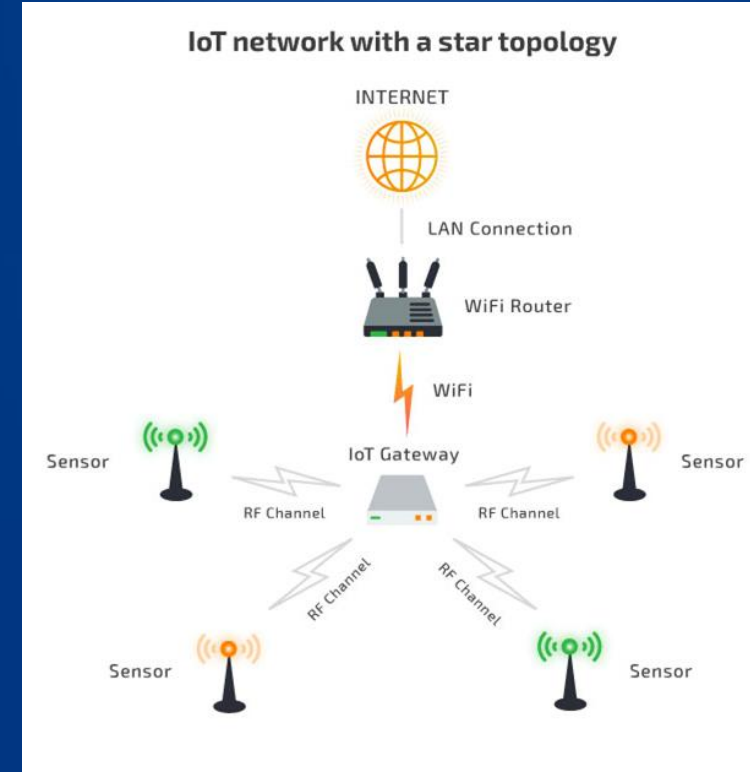 IoT network with a star topology
INTERNET
LAN Connection
WiFi Router
WiFi
IoT Gateway
Sensor
Sensor
RF Channel
RF Channel
RF Channel
RF Channel
Sensor
Sensor